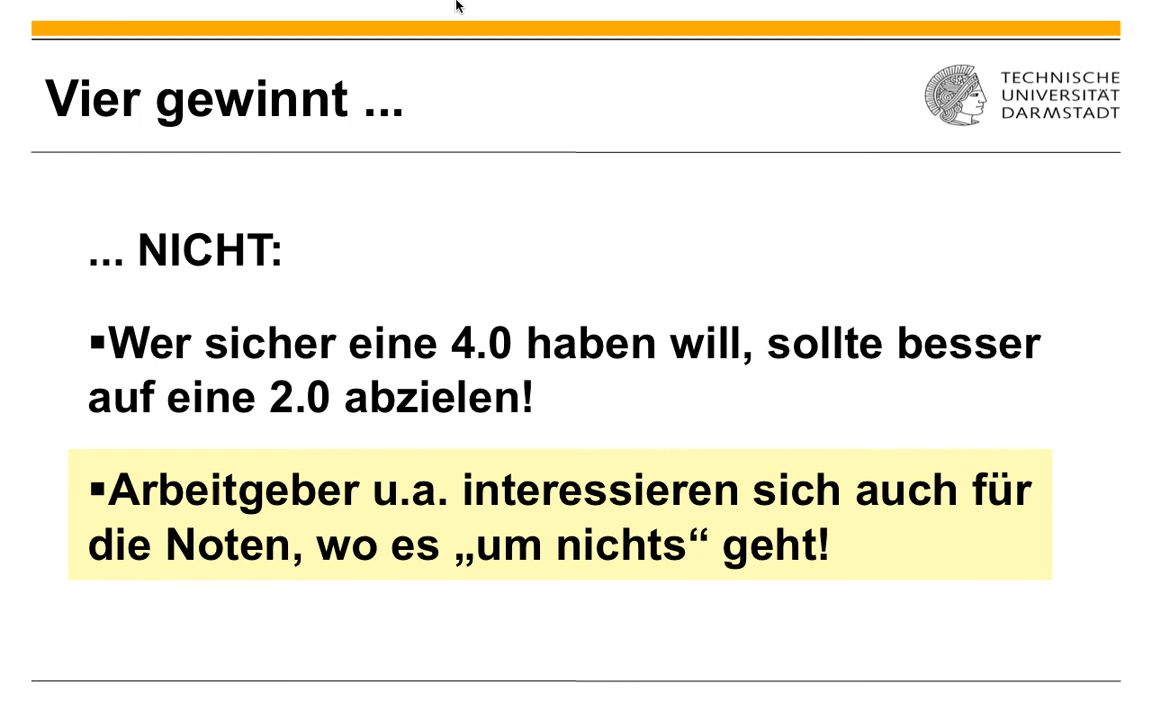 Vier gewinnt ...
TECHNISCHE
UNIVERSITÄT
DARMSTADT
... NICHT:
▪Wer sicher eine 4.0 haben will, sollte besser
auf eine 2.0 abzielen!
▪Arbeitgeber u.a. interessieren sich auch für
die Noten, wo es „um nichts“ geht!